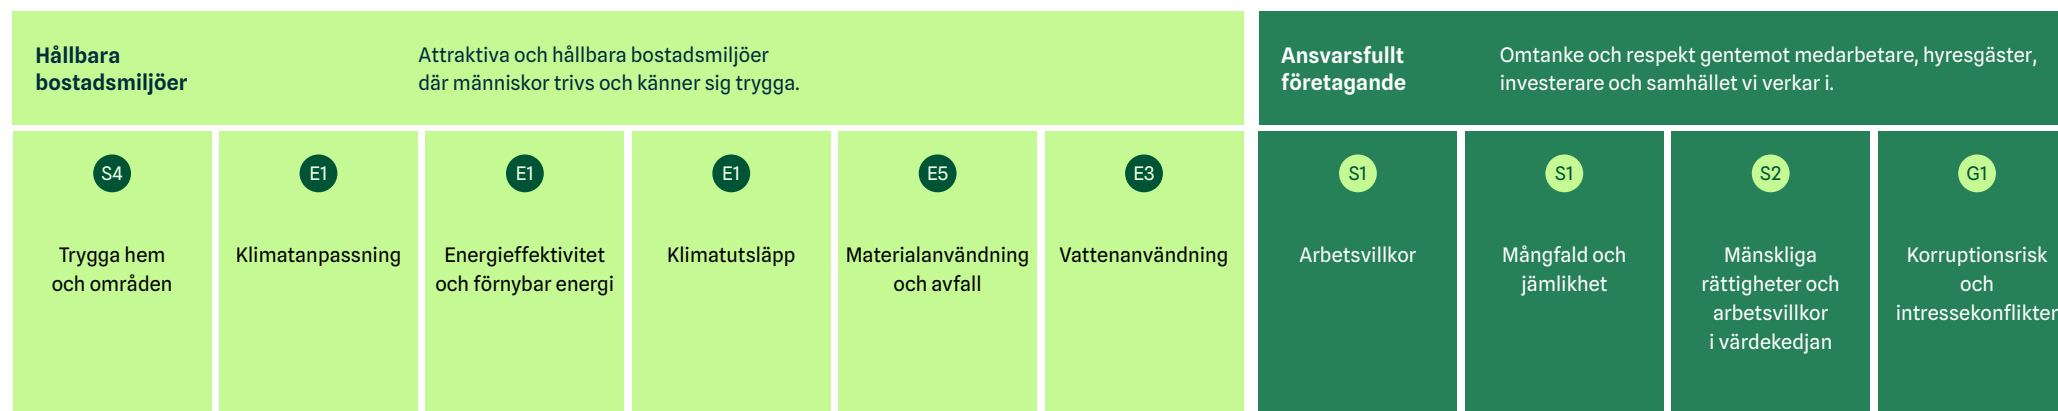 Hållbara
bostadsmiljöer
Attraktiva och hållbara bostadsmiljöer
där människor trivs och känner sig trygga.
Ansvarsfullt
företagande
Omtanke och respekt gentemot medarbetare, hyresgäster,
investerare och samhället vi verkar i.
S4
Trygga hem
och områden
E1
Klimatanpassning
E1
Energieffektivitet
och förnybar energi
E1
Klimatutsläpp
E5
Materialanvändning
och avfall
E3
Vattenanvändning
S1
Arbetsvillkor
S1
Mångfald och
jämlikhet
S2
Mänskliga
rättigheter och
arbetsvillkor
i värdekedjan
G1
Korruptionsrisk
och
intressekonflikter